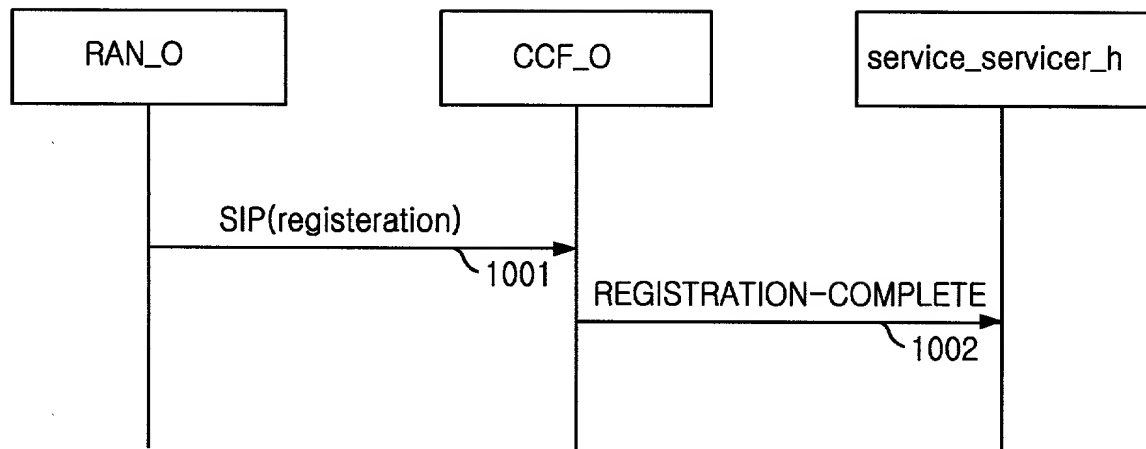 RAN_O
CCF_O
service_servicer_h
SIP(registeration)
1001
REGISTRATION-COMPLETE
1002